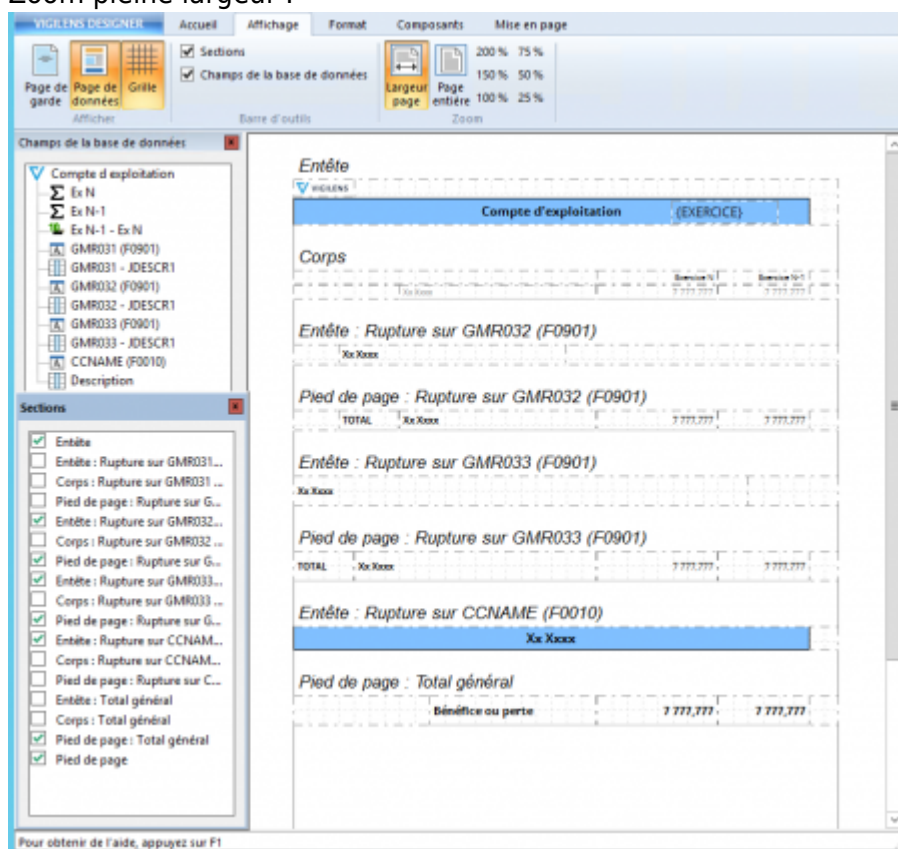 Zoom pleine largeur :
VIGILENS DESIGNER Accueil Affichage Format Composants Mise en page
Page de garde
Page de données
Grille
Afficher
Sections
Champs de la base de données
Barre d'outils
Largeur page
Page entière
200 % 75 %
150 % 50 %
100 % 25 %
Zoom
Champs de la base de données
Compte d exploitation
Ex N
Ex N-1
Ex N-1 - Ex N
GMR031 (F0901)
GMR031 - JDESCR1
GMR032 (F0901)
GMR032 - JDESCR1
GMR033 (F0901)
GMR033 - JDESCR1
CCNAME (F0010)
Description
Sections
Entête
Entête : Rupture sur GMR031...
Corps : Rupture sur GMR031 ...
Pied de page : Rupture sur G...
Entête : Rupture sur GMR032...
Corps : Rupture sur GMR032 ...
Pied de page : Rupture sur G...
Entête : Rupture sur GMR033...
Corps : Rupture sur GMR033 ...
Pied de page : Rupture sur G...
Entête : Rupture sur CCNAM...
Corps : Rupture sur CCNAM...
Pied de page : Rupture sur C...
Entête : Total général
Corps : Total général
Pied de page : Total général
Pied de page
Entête
VIGILENS
Compte d'exploitation {EXERCICE}
Corps
Exercice N Exercice N-1
Xx Xxxx 7 777,777 7 777,777
Entête : Rupture sur GMR032 (F0901)
Xx Xxxx
Pied de page : Rupture sur GMR032 (F0901)
TOTAL Xx Xxxx 7 777,777 7 777,777
Entête : Rupture sur GMR033 (F0901)
Xx Xxxx
Pied de page : Rupture sur GMR033 (F0901)
TOTAL Xx Xxxx 7 777,777 7 777,777
Entête : Rupture sur CCNAME (F0010)
Xx Xxxx
Pied de page : Total général
Bénéfice ou perte 7 777,777 7 777,777
Pour obtenir de l'aide, appuyez sur F1